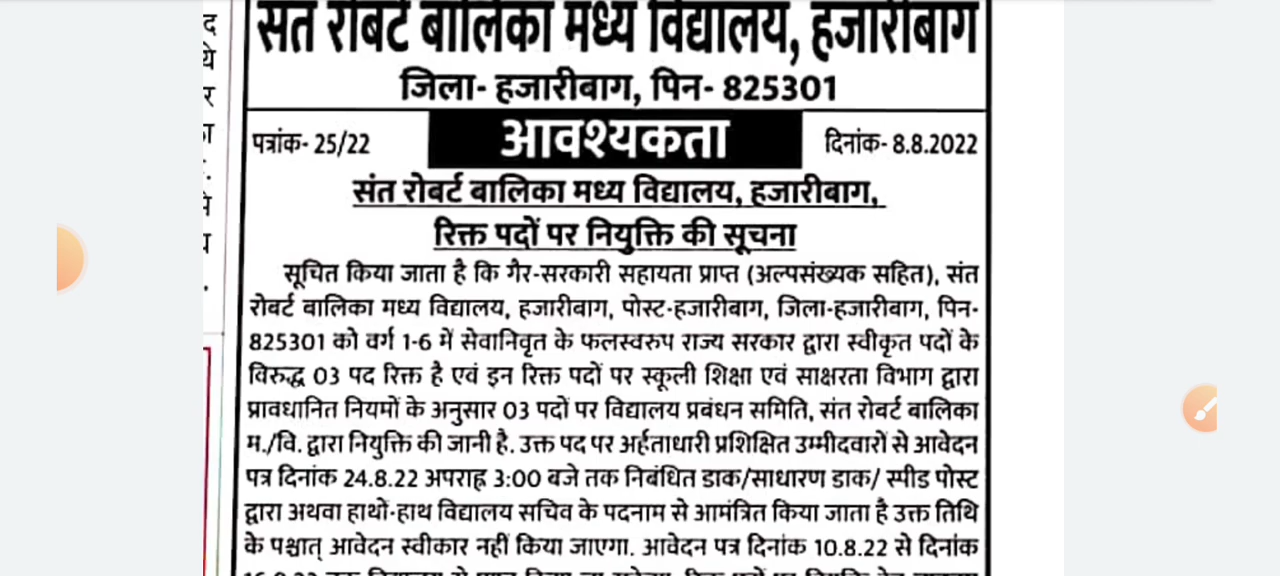 द
ये
र
संत रोबर्ट बालिका मध्य विद्यालय, हजारीबाग
जिला- हजारीबाग, पिन- 825301
पत्रांक- 25/22
आवश्यकता
दिनांक- 8.8.2022
संत रोबर्ट बालिका मध्य विद्यालय, हजारीबाग,
रिक्त पदों पर नियुक्ति की सूचना
सूचित किया जाता है कि गैर-सरकारी सहायता प्राप्त (अल्पसंख्यक सहित), संत
रोबर्ट बालिका मध्य विद्यालय, हजारीबाग, पोस्ट-हजारीबाग, जिला-हजारीबाग, पिन-
825301 को वर्ग 1-6 में सेवानिवृत के फलस्वरुप राज्य सरकार द्वारा स्वीकृत पदों के
विरुद्ध 03 पद रिक्त है एवं इन रिक्त पदों पर स्कूली शिक्षा एवं साक्षरता विभाग द्वारा
प्रावधानित नियमों के अनुसार 03 पदों पर विद्यालय प्रबंधन समिति, संत रोबर्ट बालिका
म./वि. द्वारा नियुक्ति की जानी है. उक्त पद पर अर्हताधारी प्रशिक्षित उम्मीदवारों से आवेदन
पत्र दिनांक 24.8.22 अपराह्न 3:00 बजे तक निबंधित डाक/साधारण डाक/ स्पीड पोस्ट
द्वारा अथवा हाथों-हाथ विद्यालय सचिव के पदनाम से आमंत्रित किया जाता है उक्त तिथि
के पश्चात् आवेदन स्वीकार नहीं किया जाएगा. आवेदन पत्र दिनांक 10.8.22 से दिनांक